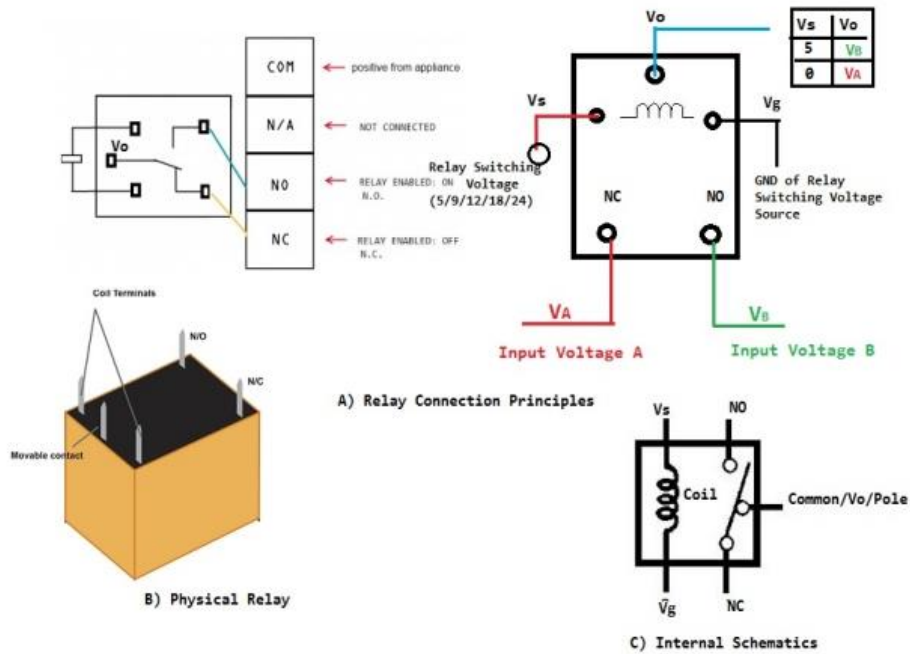 COM
positive from appliance
N/A
NOT CONNECTED
NO
RELAY ENABLED: ON
N.O.
NC
RELAY ENABLED: OFF
N.C.
Vo
Vo
Vs
Vg
Vs Vo
5 VB
0 VA
Relay Switching
Voltage
(5/9/12/18/24)
GND of Relay
Switching Voltage
Source
NC
NO
VA
Input Voltage A
VB
Input Voltage B
A) Relay Connection Principles
Coil Terminals
N/O
N/C
Movable contact
B) Physical Relay
Vs
NO
Coil
Common/Vo/Pole
Vg
NC
C) Internal Schematics